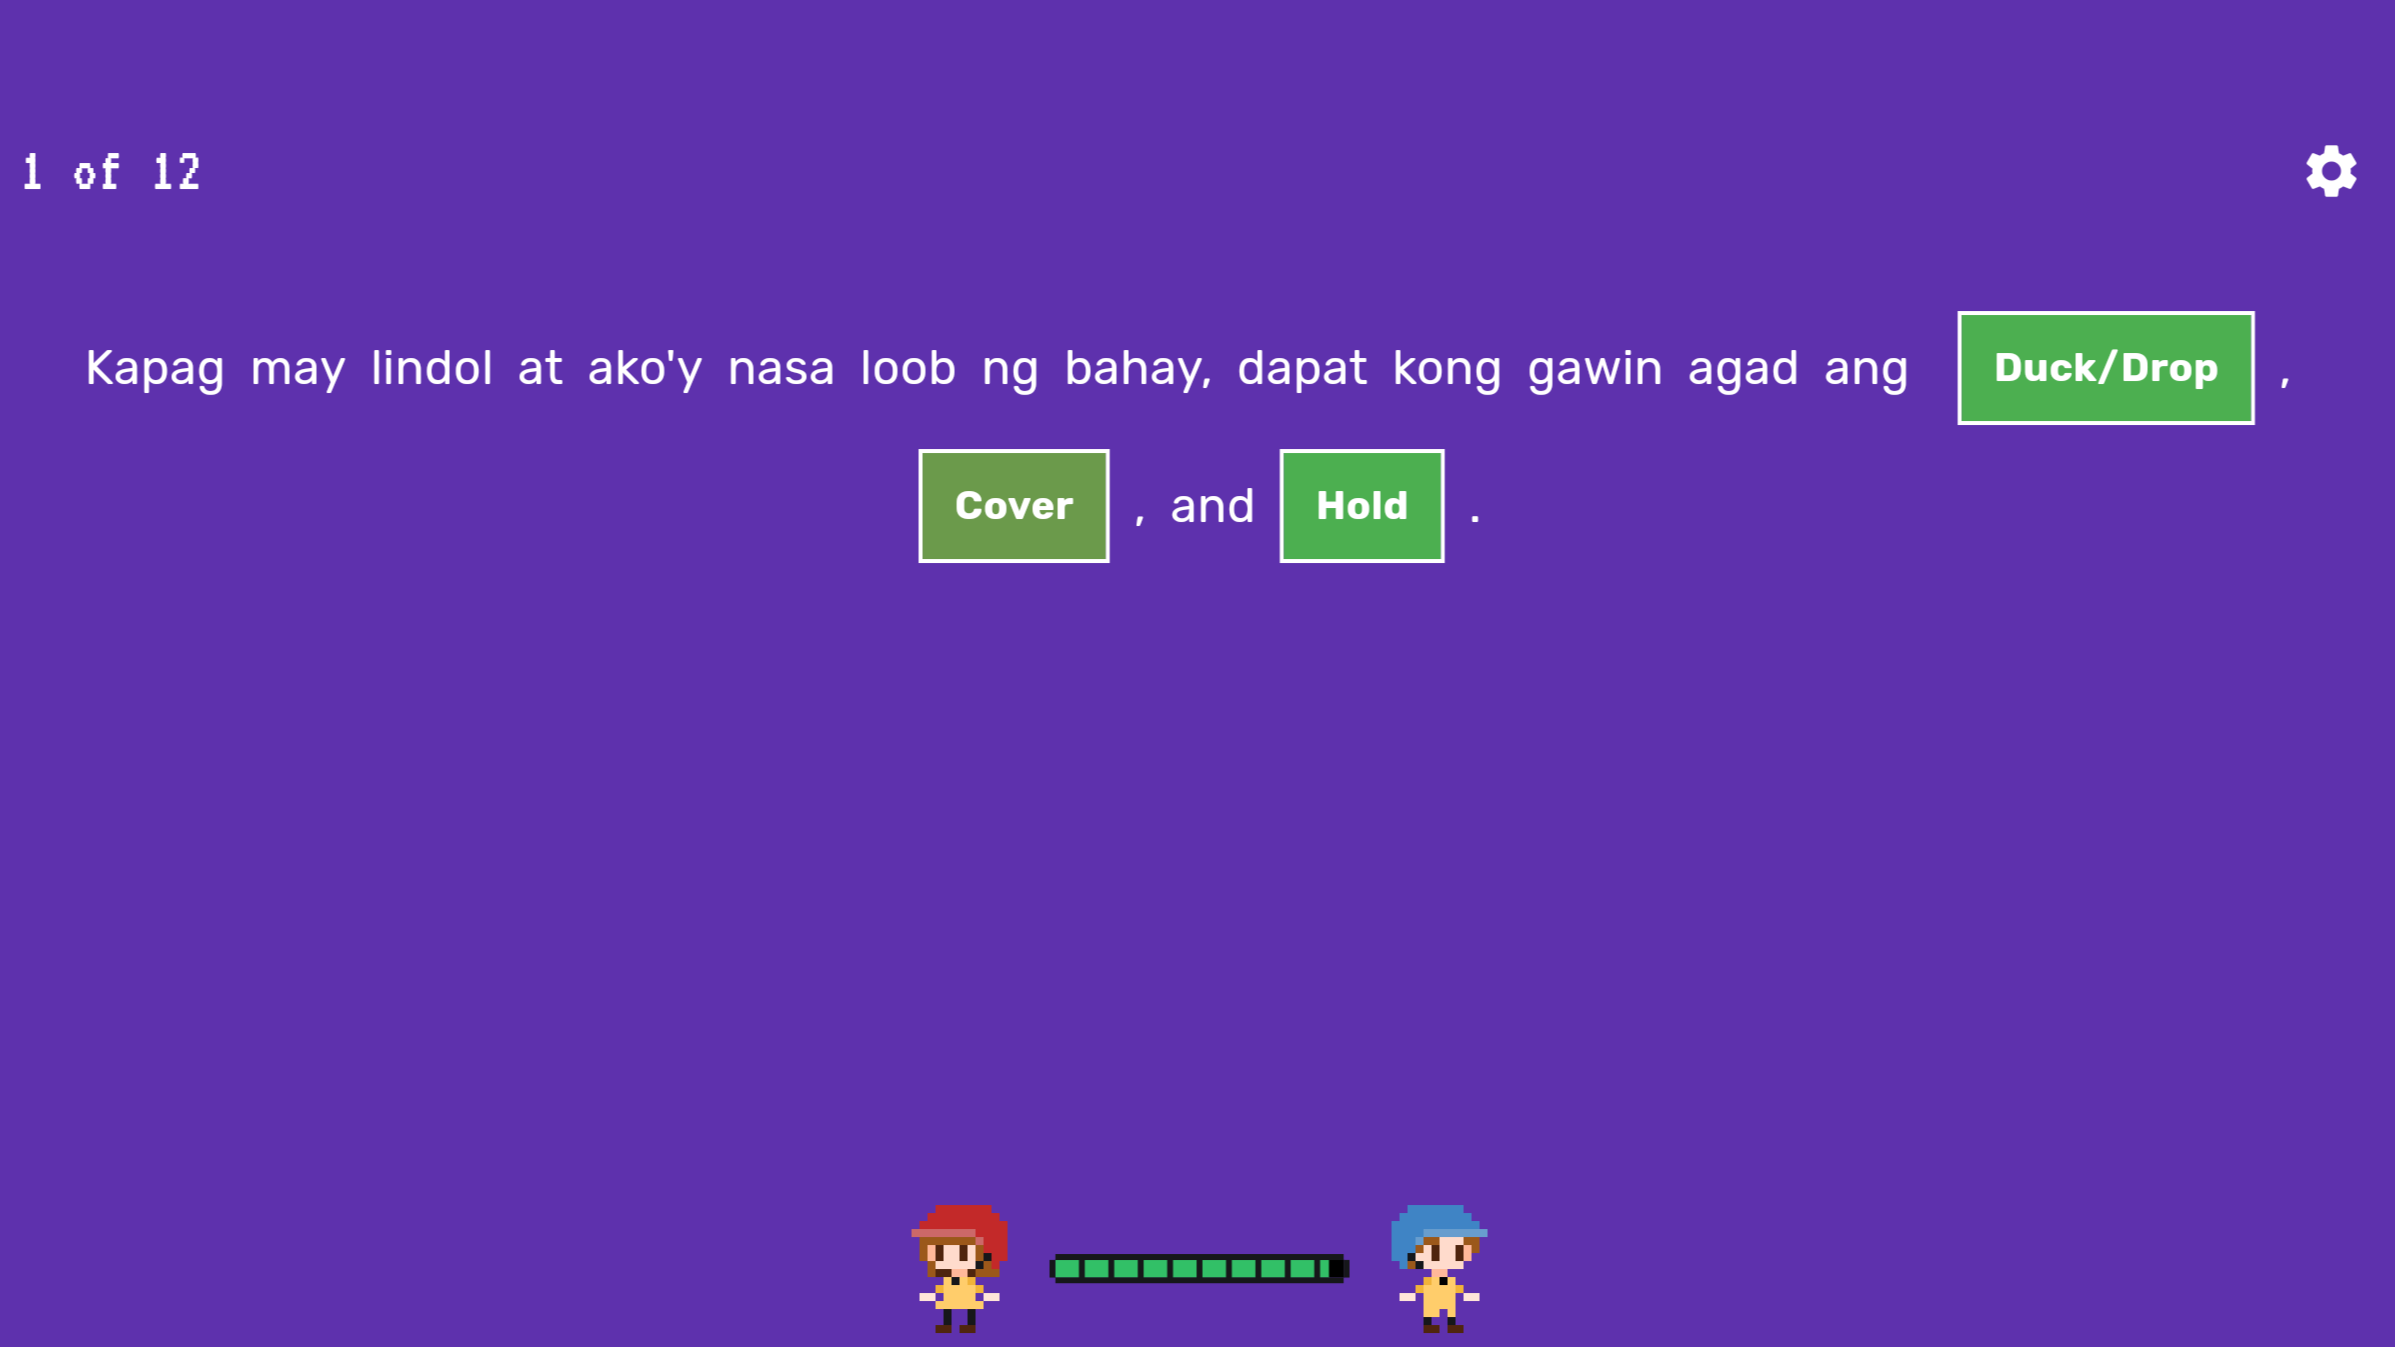 1 of 12
Kapag may lindol at ako'y nasa loob ng bahay, dapat kong gawin agad ang Duck/Drop ,
Cover , and Hold .